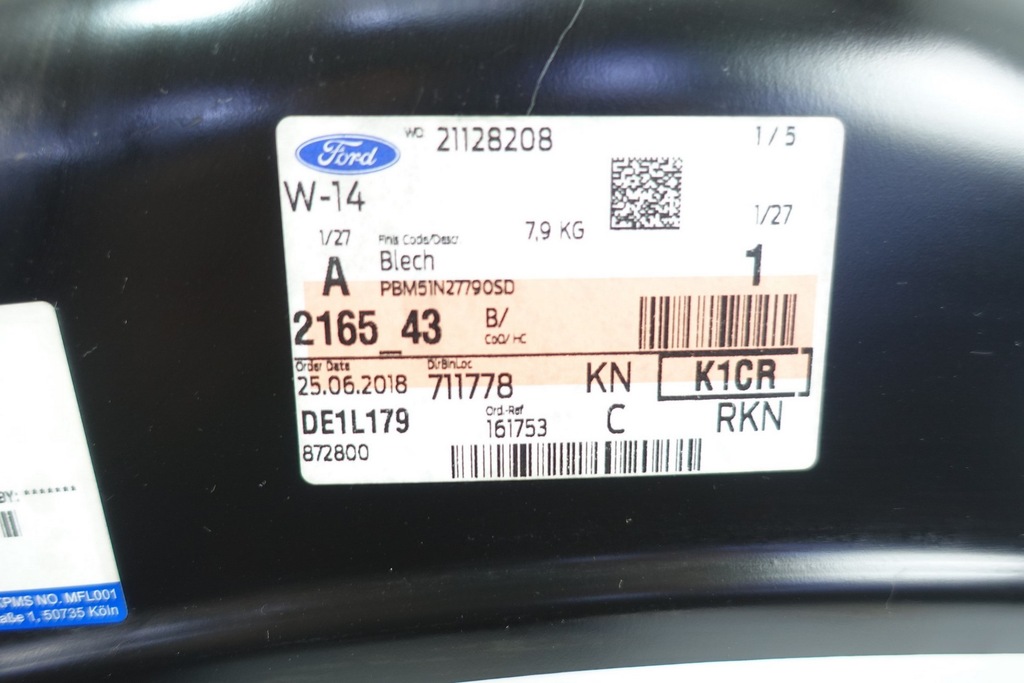 Ford
WO 21128208
1 / 5
W-14
7,9 KG
1/27
1/27
Finis Code/Descr.
A
Blech
1
PBM51N27790SD
2165_43
B/
CoO/ HC
Order Date
DirBinLoc
25.06.2018
711778
KN
K1CR
DE1L179
Ord.-Ref
161753
C
RKN
872800
BY: *******
KPMS NO. MFL001
aße 1, 50735 Köln